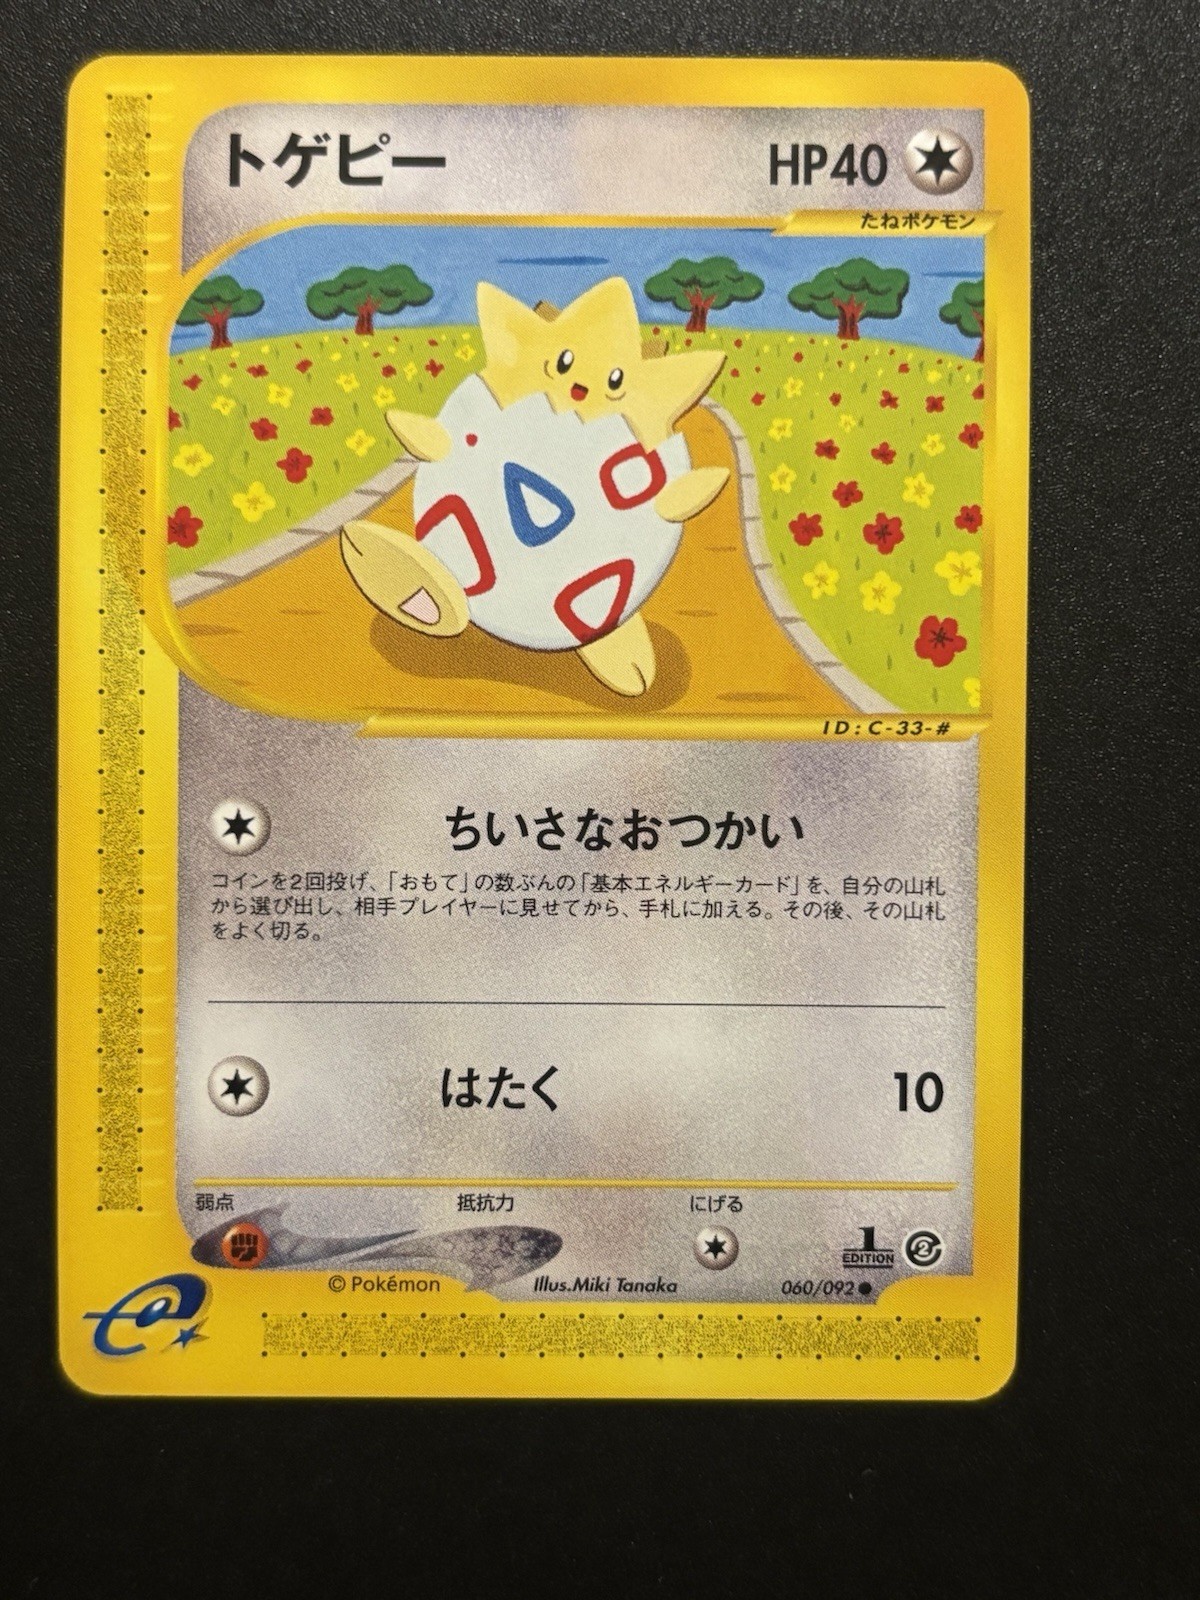 トゲピー
HP40
たねポケモン
ID:C-33-#
ちいさなおつかい
コインを2回投げ、「おもて」の数ぶんの「基本エネルギーカード」を、自分の山札
から選び出し、相手プレイヤーに見せてから、手札に加える。その後、その山札
をよく切る。
はたく 10
弱点 抵抗力 にげる
1
EDITION
2
© Pokémon Illus.Miki Tanaka 060/092●
e